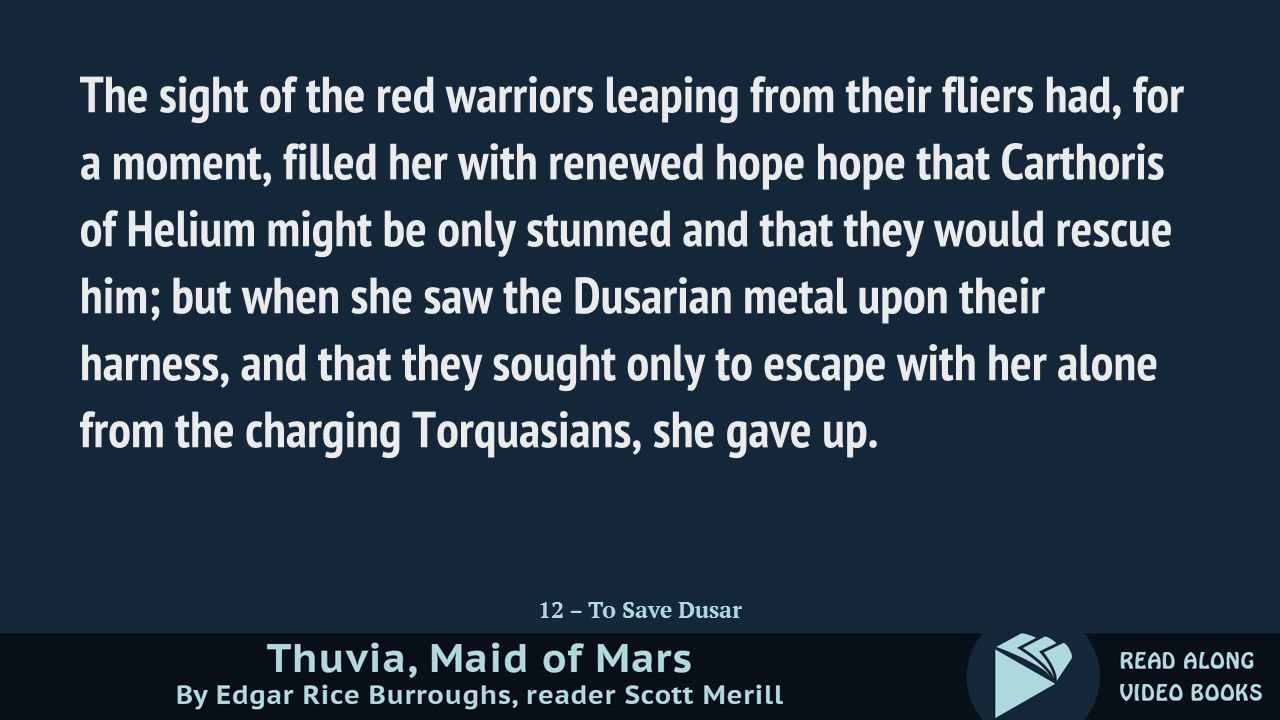 The sight of the red warriors leaping from their fliers had, for
a moment, filled her with renewed hope hope that Carthoris
of Helium might be only stunned and that they would rescue
him; but when she saw the Dusarian metal upon their
harness, and that they sought only to escape with her alone
from the charging Torquasians, she gave up.
12 – To Save Dusar
Thuvia, Maid of Mars
By Edgar Rice Burroughs, reader Scott Merill
READ ALONG
VIDEO BOOKS